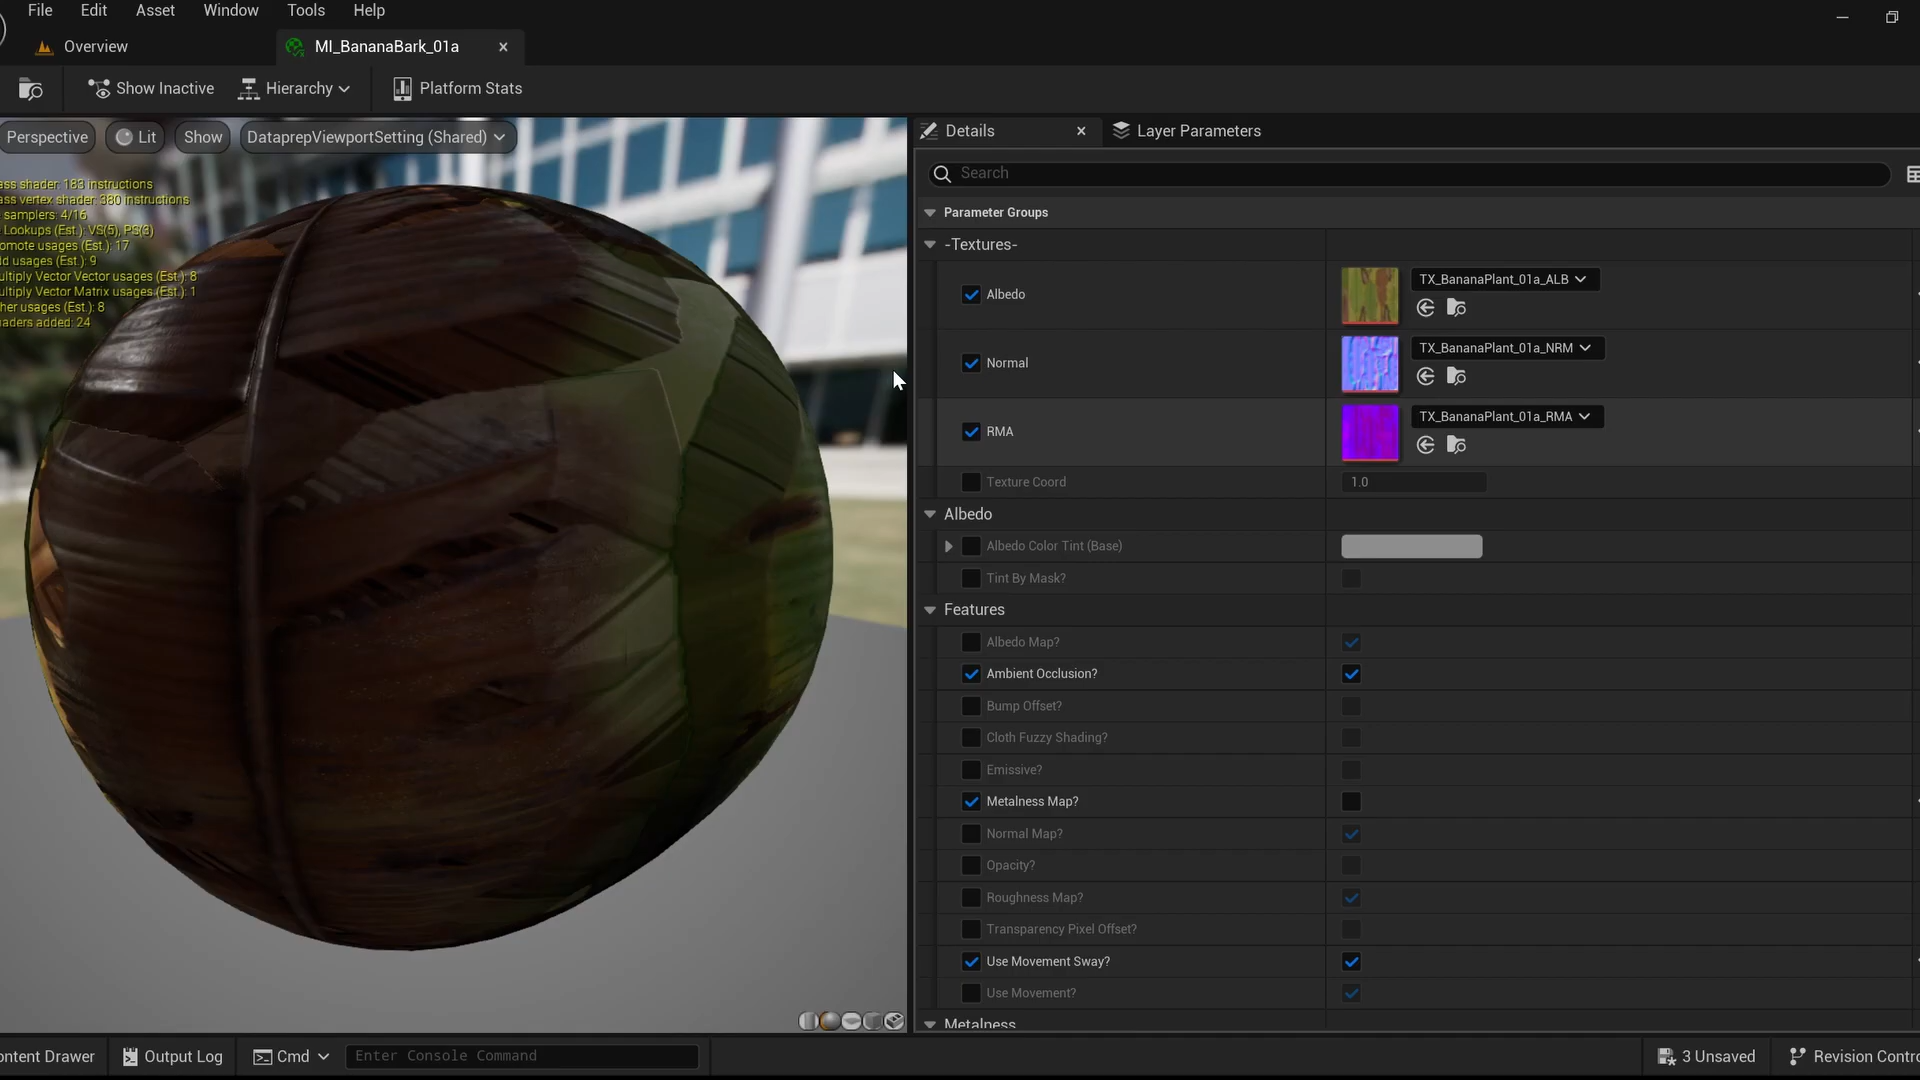 File Edit Asset Window Tools Help
Overview
MI_BananaBark_01a
Show Inactive
Hierarchy
Platform Stats
Perspective
Lit
Show
DataprepViewportSetting (Shared)
ass shader: 183 instructions
ass vertex shader: 380 instructions
samplers: 4/16
Lookups (Est.): VS(5), PS(3)
omote usages (Est.): 17
dd usages (Est.): 9
ultiply Vector Vector usages (Est.): 8
ultiply Vector Matrix usages (Est.): 1
her usages (Est.): 8
aders added: 24
Details
Layer Parameters
Search
Parameter Groups
-Textures-
Albedo
TX_BananaPlant_01a_ALB
Normal
TX_BananaPlant_01a_NRM
RMA
TX_BananaPlant_01a_RMA
Texture Coord
1.0
Albedo
Albedo Color Tint (Base)
Tint By Mask?
Features
Albedo Map?
Ambient Occlusion?
Bump Offset?
Cloth Fuzzy Shading?
Emissive?
Metalness Map?
Normal Map?
Opacity?
Roughness Map?
Transparency Pixel Offset?
Use Movement Sway?
Use Movement?
Metalness
ontent Drawer
Output Log
Cmd
Enter Console Command
3 Unsaved
Revision Contro